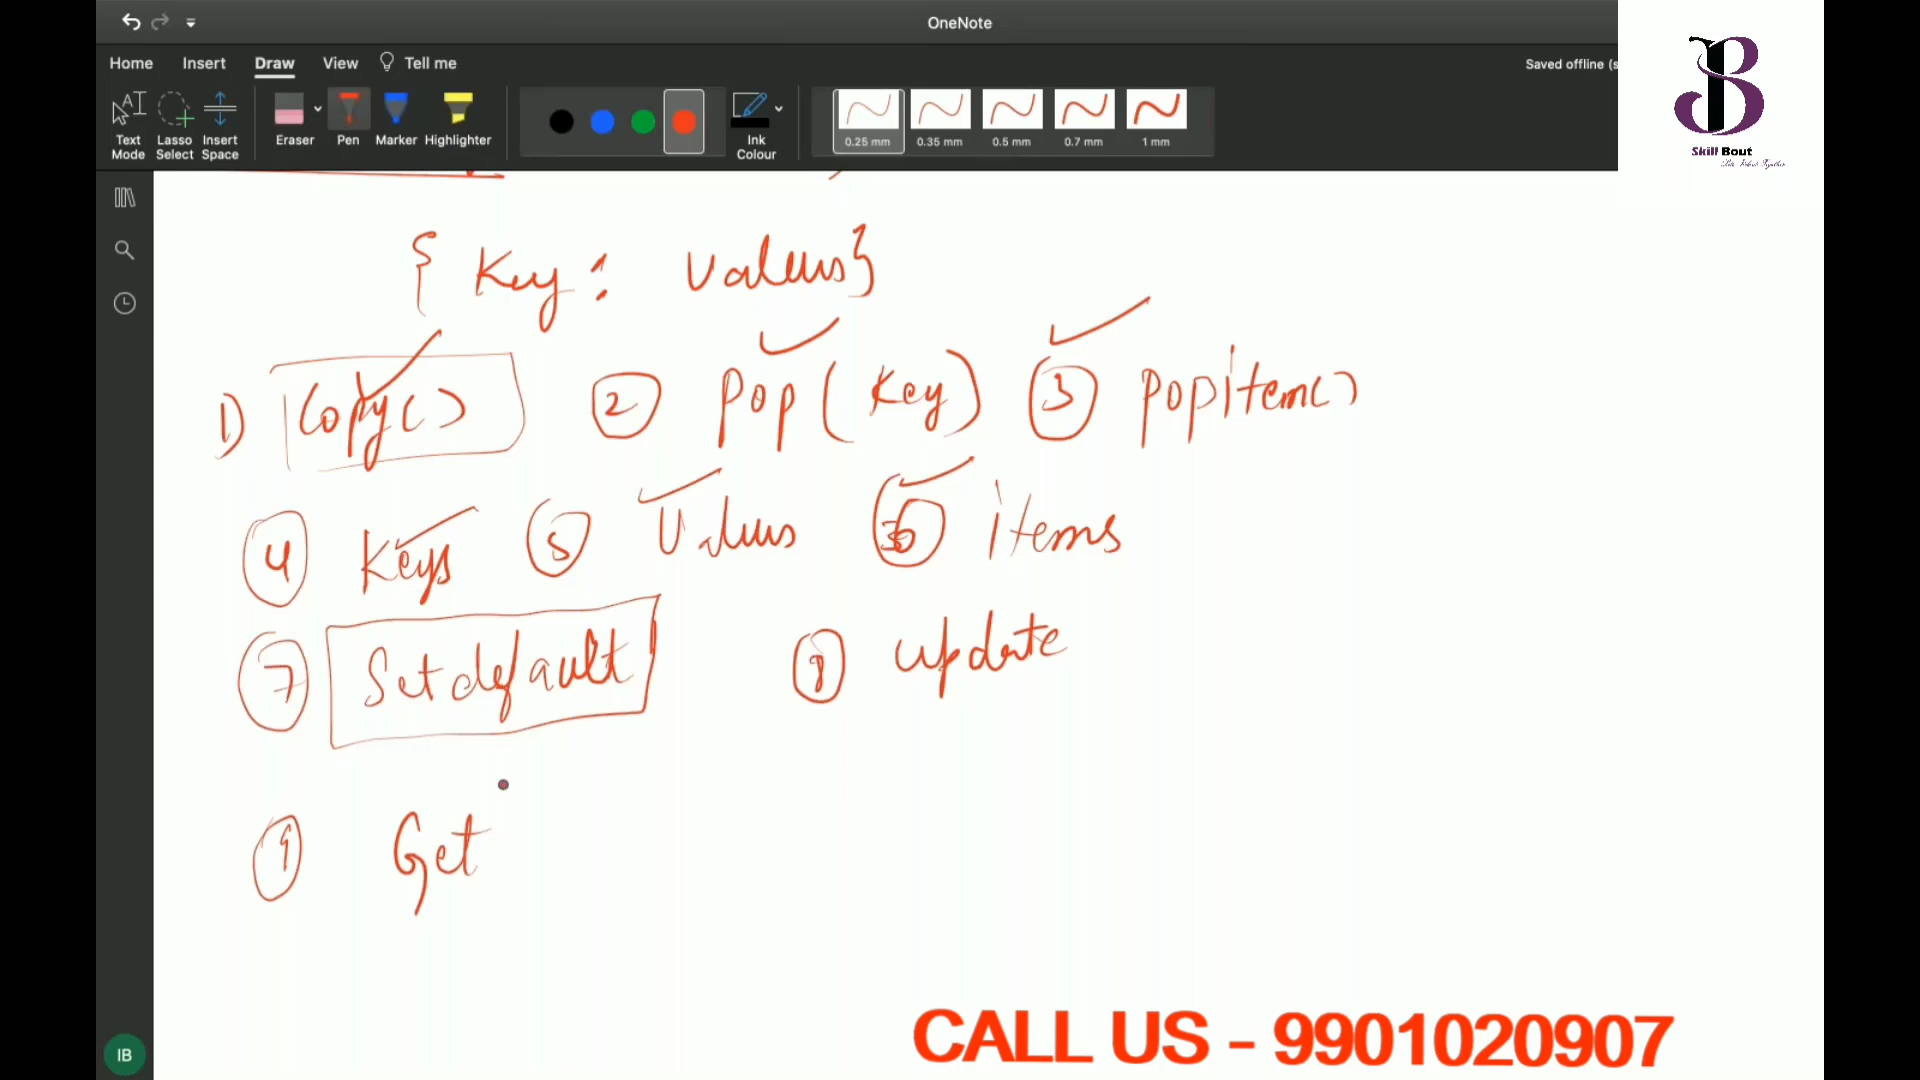 OneNote
Home Insert Draw View Tell me
Saved offline (s
Text Mode
Lasso Select
Insert Space
Eraser
Pen
Marker
Highlighter
Ink Colour
0.25 mm
0.35 mm
0.5 mm
0.7 mm
1 mm
B
Skill Bout
{ Key : Values}
1) Copy() 2 Pop (Key) 3 PopItem()
4 Keys 5 Values 6 items
7 Setdefault 8 update
9 Get
IB
CALL US - 9901020907